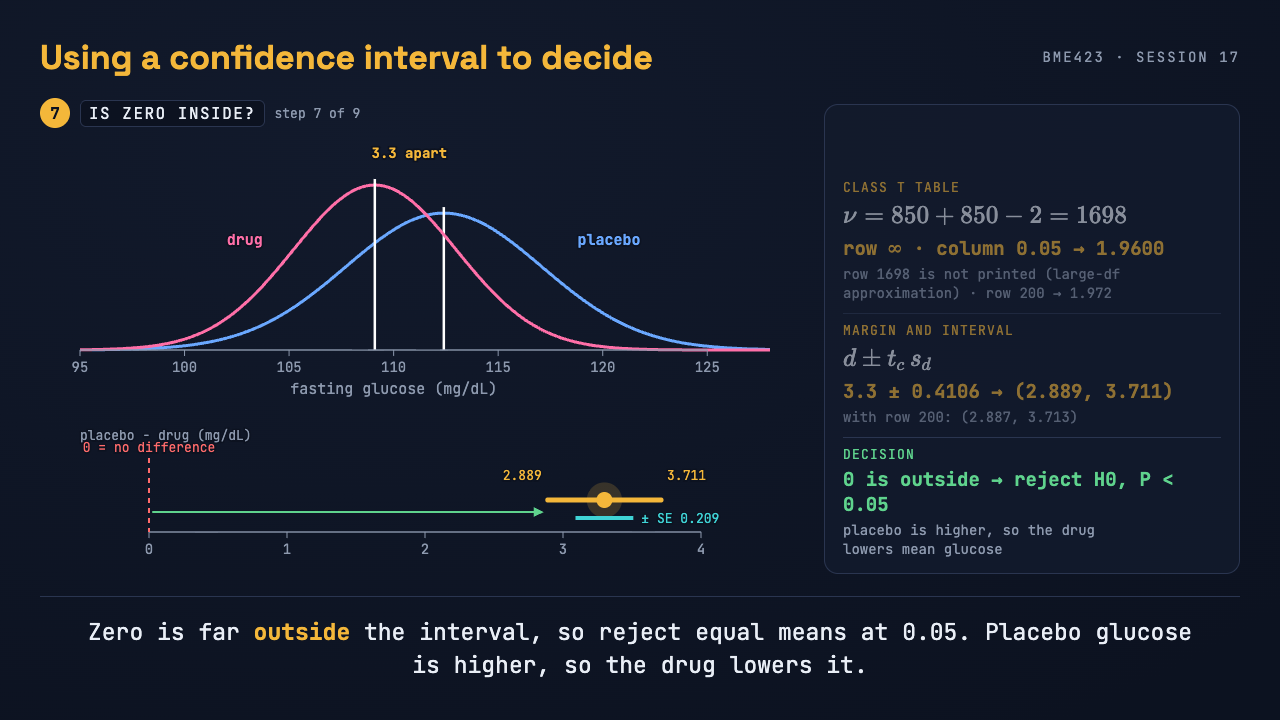 Using a confidence interval to decide
BME423 · SESSION 17
7 IS ZERO INSIDE? step 7 of 9
3.3 apart
drug
placebo
95 100 105 110 115 120 125
fasting glucose (mg/dL)
placebo - drug (mg/dL)
0 = no difference
2.889 3.711
± SE 0.209
0 1 2 3 4
CLASS T TABLE
ν = 850 + 850 − 2 = 1698
row ∞ · column 0.05 → 1.9600
row 1698 is not printed (large-df
approximation) · row 200 → 1.972
MARGIN AND INTERVAL
d ± t_c s_d
3.3 ± 0.4106 → (2.889, 3.711)
with row 200: (2.887, 3.713)
DECISION
0 is outside → reject H0, P <
0.05
placebo is higher, so the drug
lowers mean glucose
Zero is far outside the interval, so reject equal means at 0.05. Placebo glucose
is higher, so the drug lowers it.